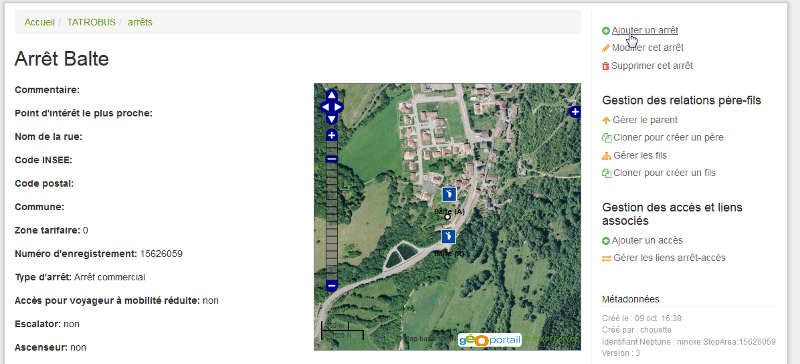 Accueil / TATROBUS / arrêts
Arrêt Balte
Commentaire:
Point d'intérêt le plus proche:
Nom de la rue:
Code INSEE:
Code postal:
Commune:
Zone tarifaire: 0
Numéro d'enregistrement: 15626059
Type d'arrêt: Arrêt commercial
Accès pour voyageur à mobilité réduite: non
Escalator: non
Ascenseur: non
Balte (A)
géoportail
Ajouter un arrêt
Modifier cet arrêt
Supprimer cet arrêt
Gestion des relations père-fils
Gérer le parent
Cloner pour créer un père
Gérer les fils
Cloner pour créer un fils
Gestion des accès et liens
associés
Ajouter un accès
Gérer les liens arrêt-accès
Métadonnées
Créé le : 09 oct. 16:38
Créé par : chouette
Identifiant Neptune : ninoxe:StopArea:15626059
Version : 3